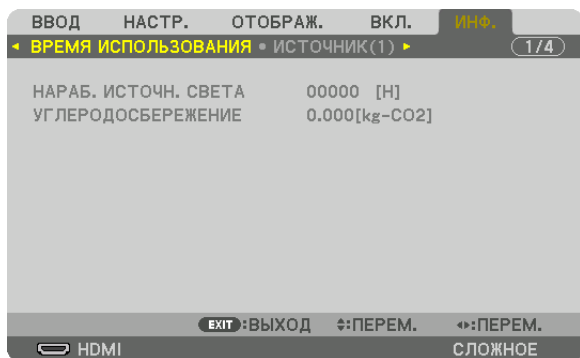 ВВОД НАСТР. ОТОБРАЖ. ВКЛ. ИНФ.
◂ ВРЕМЯ ИСПОЛЬЗОВАНИЯ • ИСТОЧНИК(1) ▸ 1/4
НАРАБ. ИСТОЧН. СВЕТА 00000 [H]
УГЛЕРОДОСБЕРЕЖЕНИЕ 0.000[kg-CO2]
EXIT :ВЫХОД ♦:ПЕРЕМ. ◂▸:ПЕРЕМ.
HDMI СЛОЖНОЕ